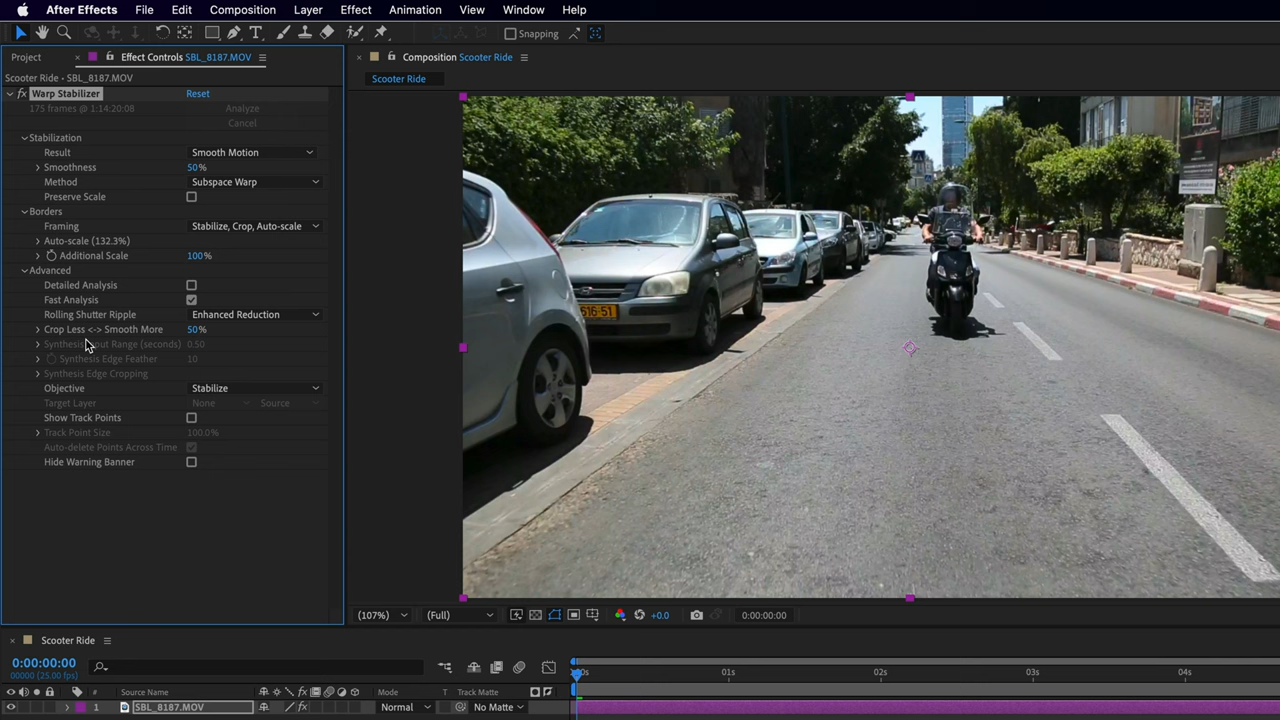 After Effects File Edit Composition Layer Effect Animation View Window Help
Snapping
Project Effect Controls SBL_8187.MOV
Composition Scooter Ride
Scooter Ride • SBL_8187.MOV
Scooter Ride
fx Warp Stabilizer Reset
175 frames @ 1:14:20:08 Analyze
Cancel
Stabilization
Result Smooth Motion
Smoothness 50%
Method Subspace Warp
Preserve Scale
Borders
Framing Stabilize, Crop, Auto-scale
Auto-scale (132.3%)
Additional Scale 100%
Advanced
Detailed Analysis
Fast Analysis
Rolling Shutter Ripple Enhanced Reduction
Crop Less <-> Smooth More 50%
Synthesis Input Range (seconds) 0.50
Synthesis Edge Feather 10
Synthesis Edge Cropping
Objective Stabilize
Target Layer None Source
Show Track Points
Track Point Size 100.0%
Auto-delete Points Across Time
Hide Warning Banner
(107%) (Full) +0.0 0:00:00:00
Scooter Ride
0:00:00:00
00000 (25.00 fps)
01s 02s 03s 04s
# Source Name fx Mode T Track Matte
1 SBL_8187.MOV fx Normal No Matte